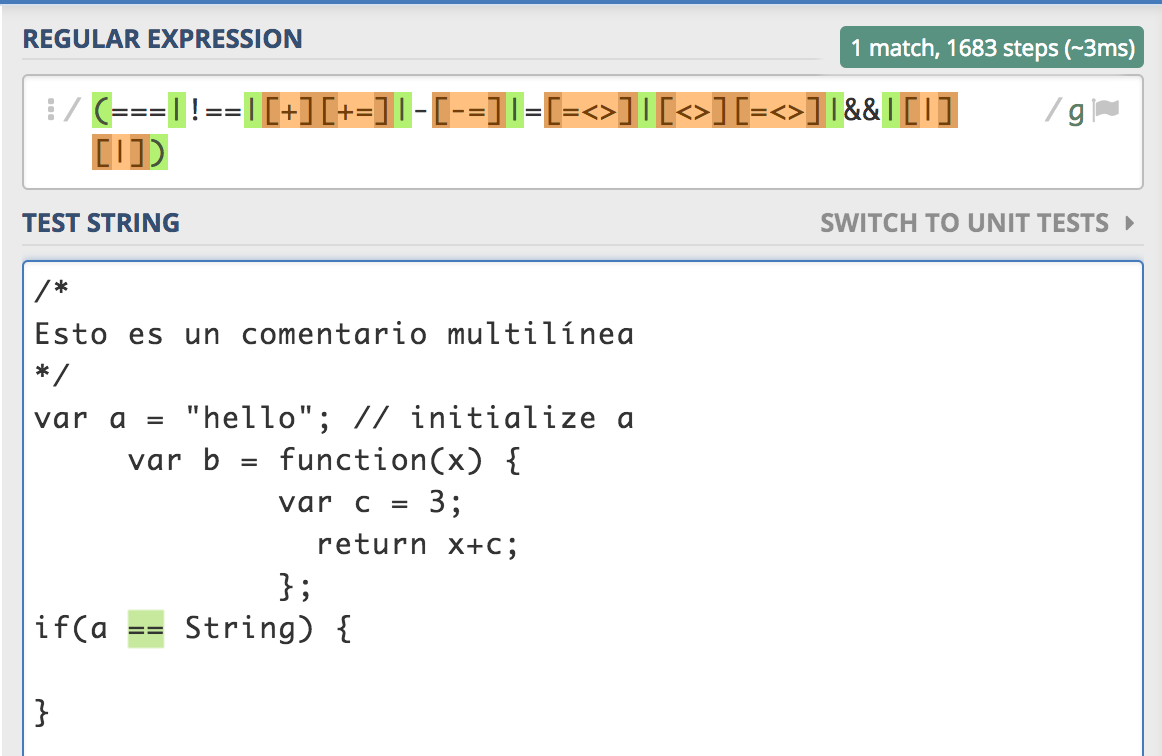 REGULAR EXPRESSION
1 match, 1683 steps (~3ms)
/ (===|!==|[+][+=]|-[-=]|=[=<>]|[<>][=<>]|&&|[|] / g
[|])
TEST STRING
SWITCH TO UNIT TESTS
/*
Esto es un comentario multilínea
*/
var a = "hello"; // initialize a
     var b = function(x) {
             var c = 3;
               return x+c;
             };
if(a == String) {

}